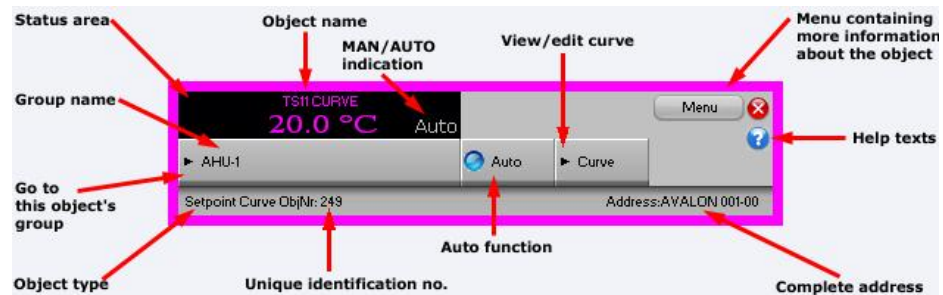 Status area
Object name
MAN/AUTO
indication
View/edit curve
Menu containing
more information
about the object
Group name
TS11 CURVE
20.0 °C
Auto
Menu
Help texts
► AHU-1
Auto
► Curve
Go to
this object's
group
Setpoint Curve ObjNr: 249
Address:AVALON 001-00
Auto function
Object type
Unique identification no.
Complete address